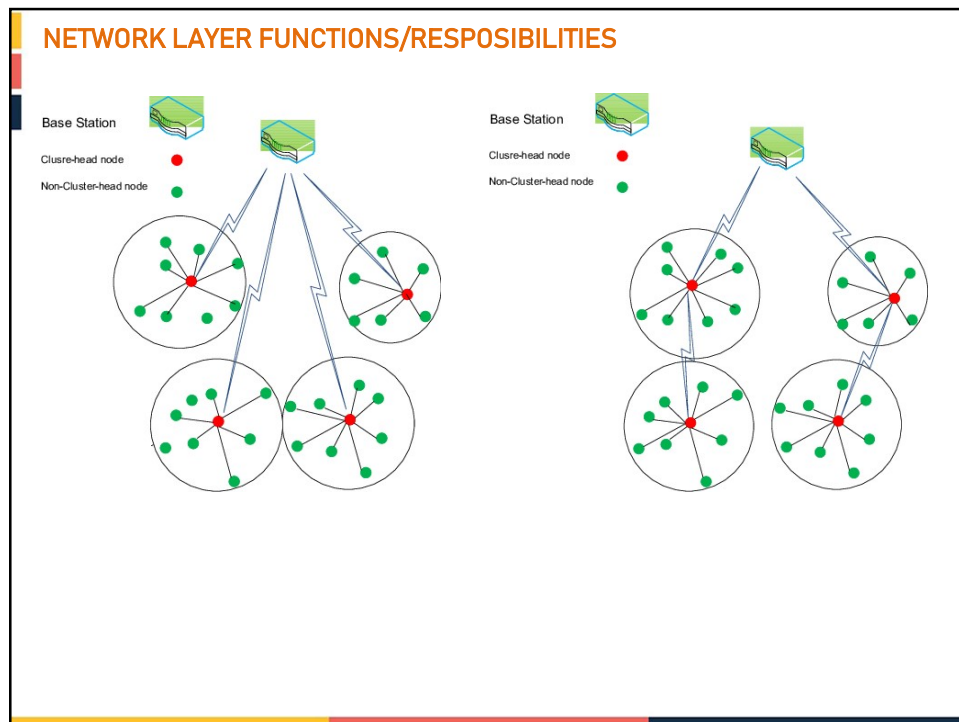 NETWORK LAYER FUNCTIONS/RESPOSIBILITIES
Base Station
Clusre-head node
Non-Cluster-head node
Base Station
Clusre-head node
Non-Cluster-head node